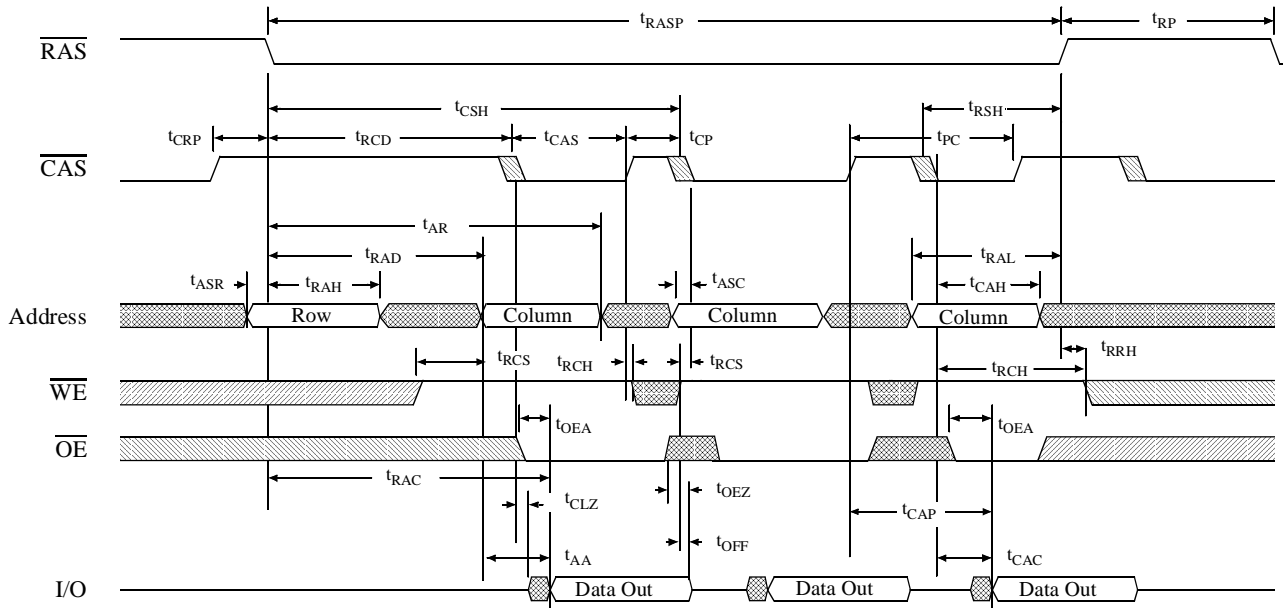 tRASP tRP
RAS
tCSH tRSH
tCRP tRCD tCAS tCP tPC
CAS
tAR
tRAD tRAL
tASR tRAH tASC tCAH
Address Row Column Column Column
tRCS tRCH tRCS tRCH tRRH
WE
tOEA tOEA
OE
tRAC tCLZ tOEZ tCAP
tAA tOFF tCAC
I/O Data Out Data Out Data Out